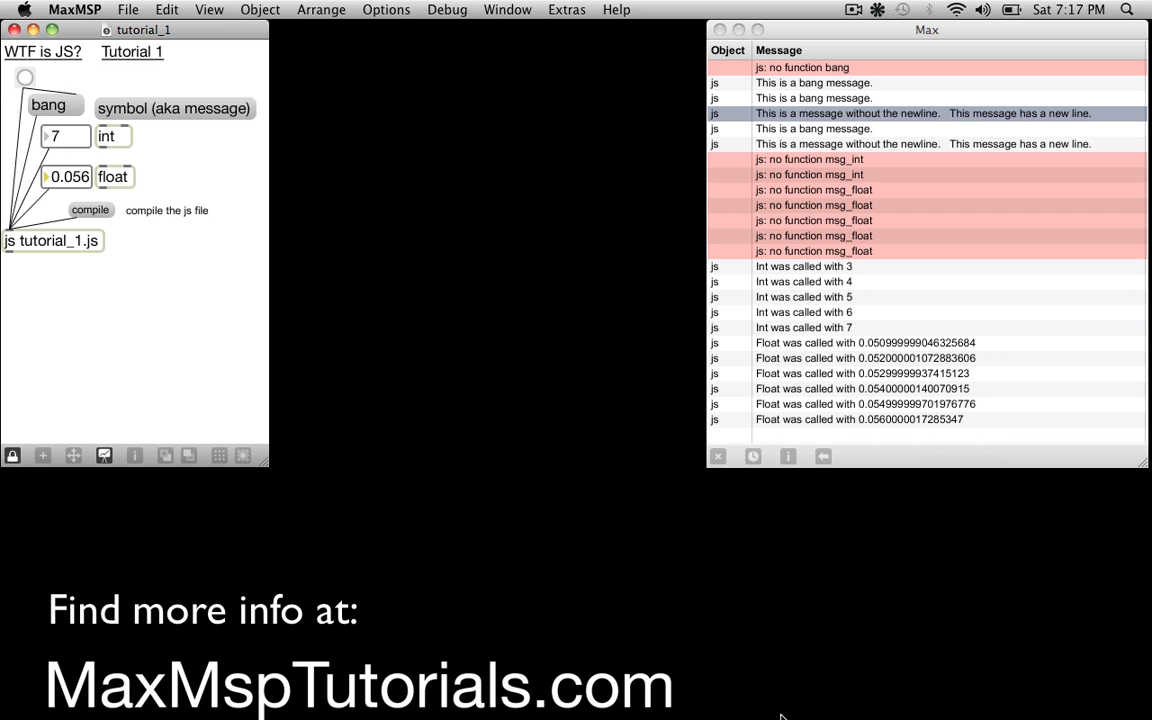 MaxMSP File Edit View Object Arrange Options Debug Window Extras Help Sat 7:17 PM
tutorial_1
WTF is JS? Tutorial 1
bang
symbol (aka message)
7 int
0.056 float
compile compile the js file
js tutorial_1.js
Max
Object Message
js: no function bang
js This is a bang message.
js This is a bang message.
js This is a message without the newline. This message has a new line.
js This is a bang message.
js This is a message without the newline. This message has a new line.
js: no function msg_int
js: no function msg_int
js: no function msg_float
js: no function msg_float
js: no function msg_float
js: no function msg_float
js: no function msg_float
js Int was called with 3
js Int was called with 4
js Int was called with 5
js Int was called with 6
js Int was called with 7
js Float was called with 0.050999999046325684
js Float was called with 0.052000001072883606
js Float was called with 0.05299999937415123
js Float was called with 0.05400000140070915
js Float was called with 0.054999999701976776
js Float was called with 0.0560000017285347
Find more info at:
MaxMspTutorials.com